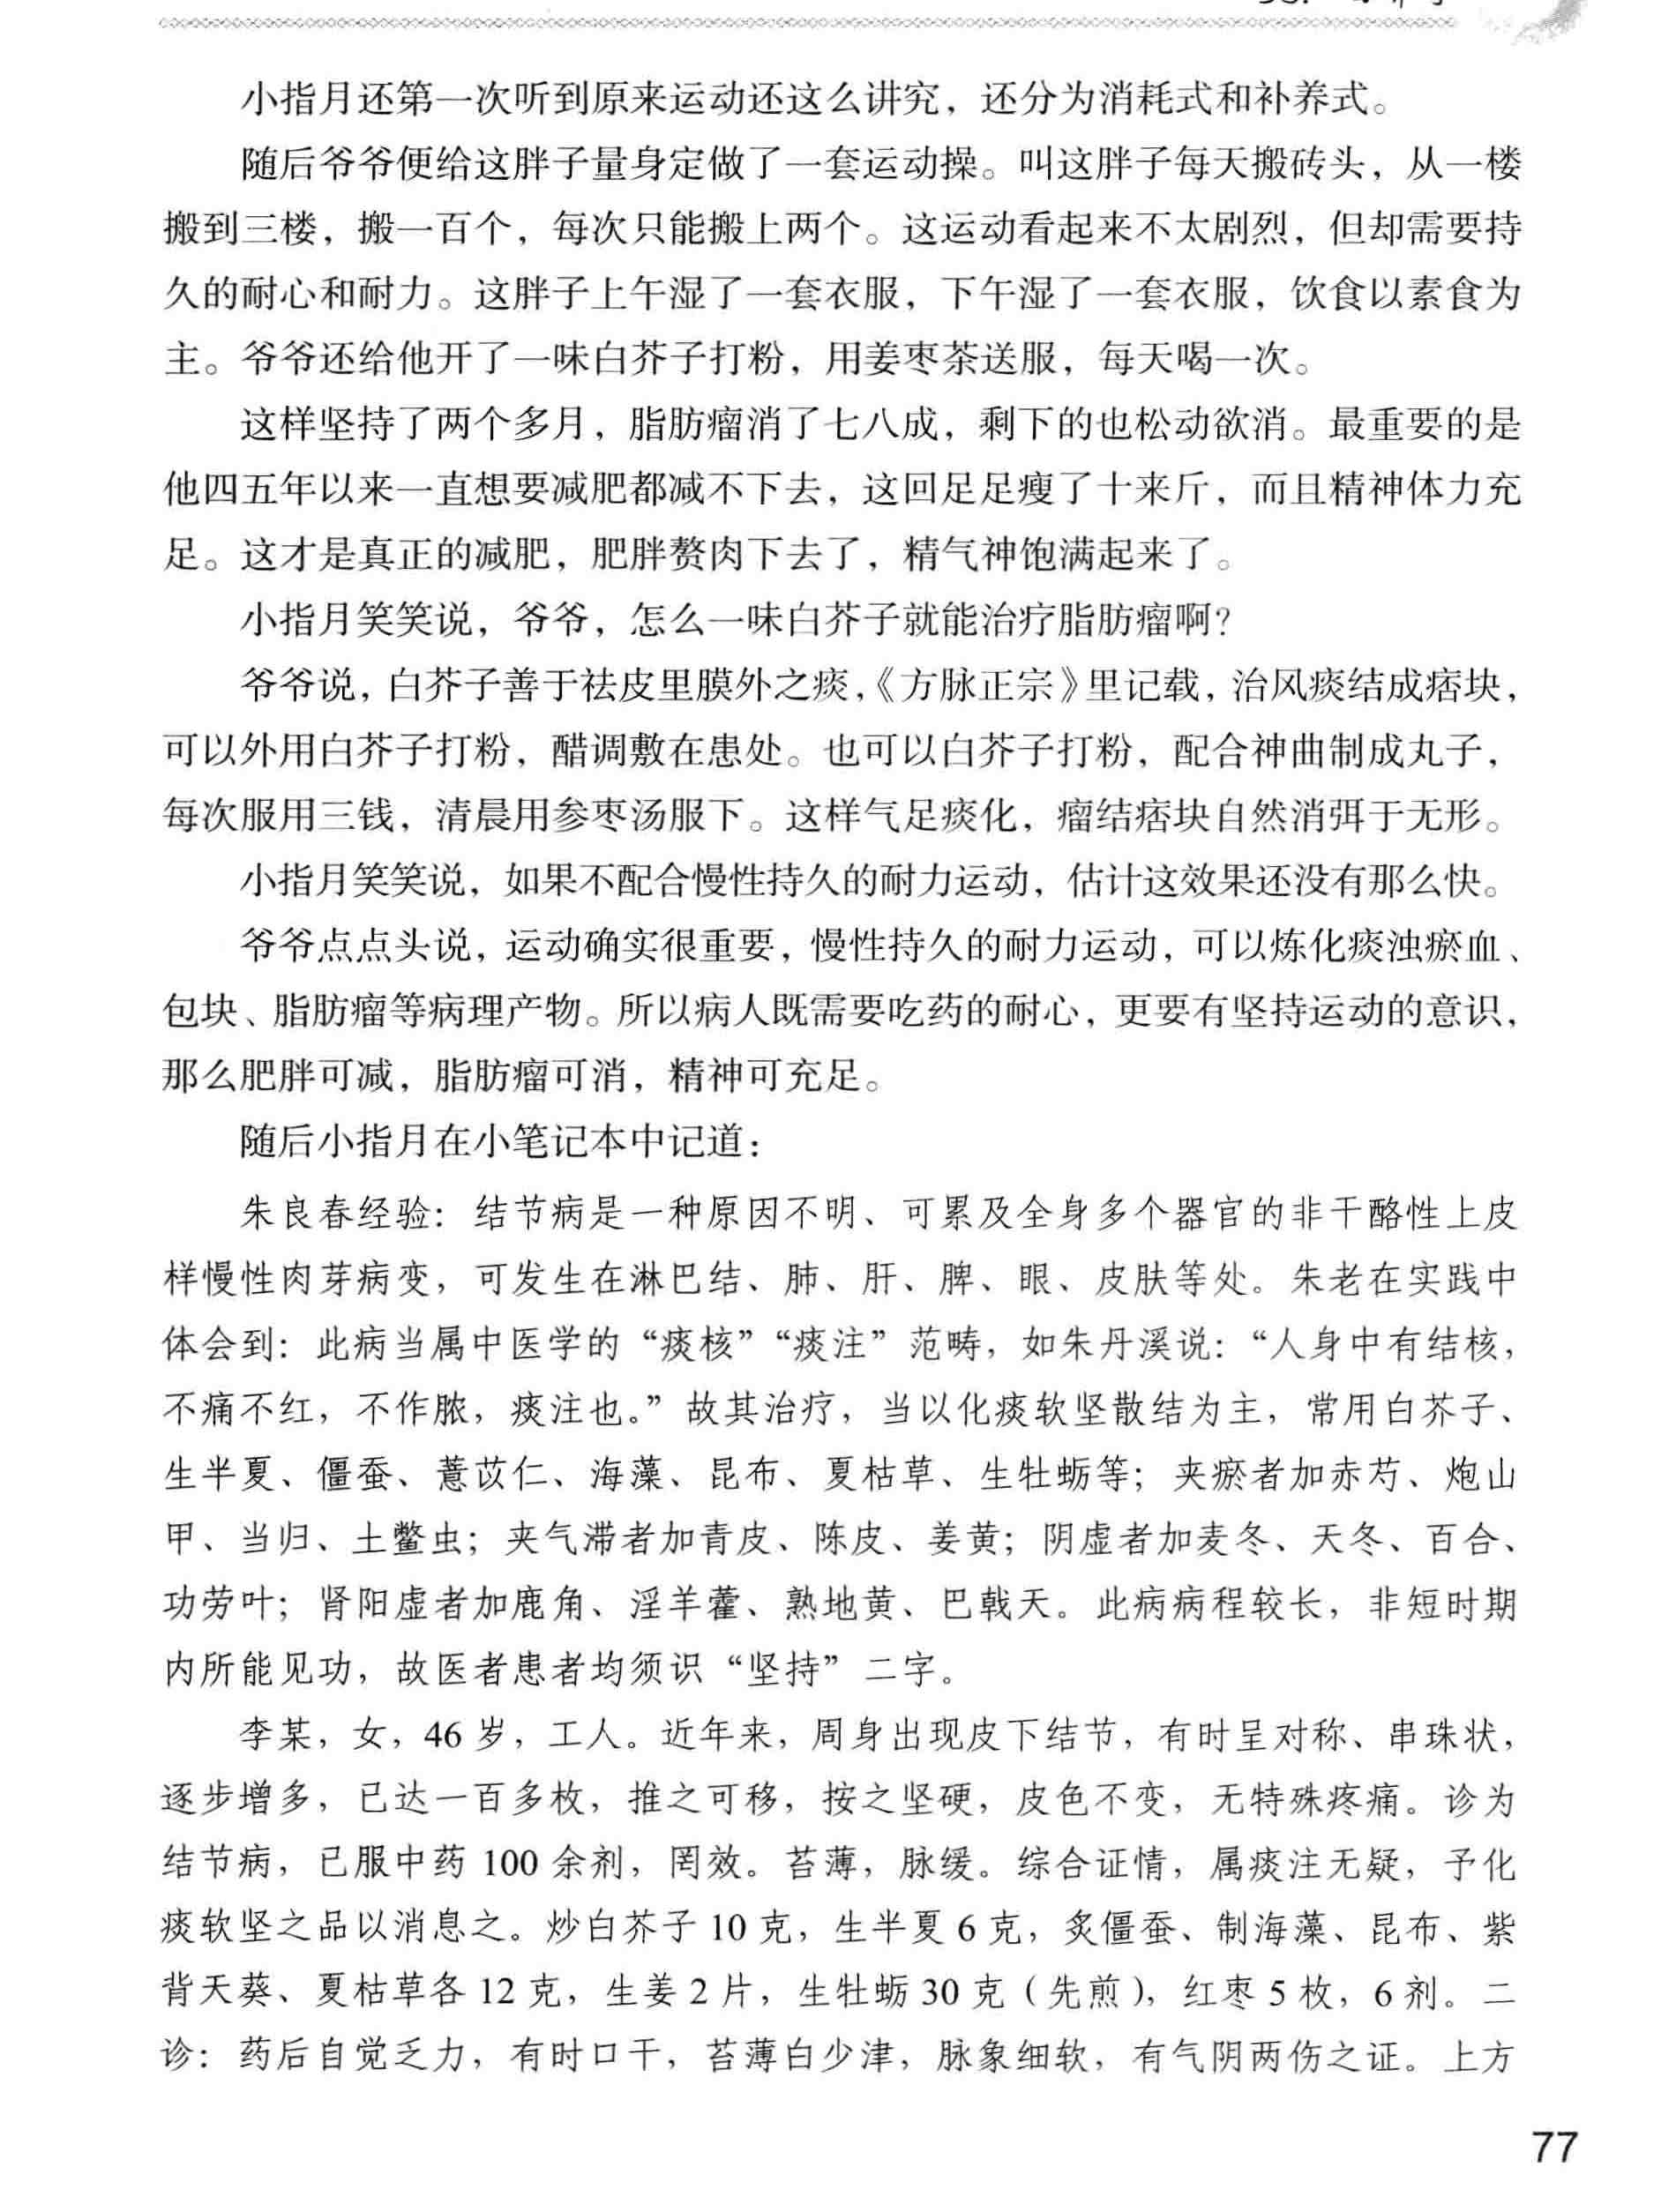 小指月还第一次听到原来运动还这么讲究，还分为消耗式和补养式。
随后爷爷便给这胖子量身定做了一套运动操。叫这胖子每天搬砖头，从一楼
搬到三楼，搬一百个，每次只能搬上两个。这运动看起来不太剧烈，但却需要持
久的耐心和耐力。这胖子上午湿了一套衣服，下午湿了一套衣服，饮食以素食为
主。爷爷还给他开了一味白芥子打粉，用姜枣茶送服，每天喝一次。
这样坚持了两个多月，脂肪瘤消了七八成，剩下的也松动欲消。最重要的是
他四五年以来一直想要减肥都减不下去，这回足足瘦了十来斤，而且精神体力充
足。这才是真正的减肥，肥胖赘肉下去了，精气神饱满起来了。
小指月笑笑说，爷爷，怎么一味白芥子就能治疗脂肪瘤啊？
爷爷说，白芥子善于祛皮里膜外之痰，《方脉正宗》里记载，治风痰结成痞块，
可以外用白芥子打粉，醋调敷在患处。也可以白芥子打粉，配合神曲制成丸子，
每次服用三钱，清晨用参枣汤服下。这样气足痰化，瘤结痞块自然消弭于无形。
小指月笑笑说，如果不配合慢性持久的耐力运动，估计这效果还没有那么快。
爷爷点点头说，运动确实很重要，慢性持久的耐力运动，可以炼化痰浊瘀血、
包块、脂肪瘤等病理产物。所以病人既需要吃药的耐心，更要有坚持运动的意识，
那么肥胖可减，脂肪瘤可消，精神可充足。
随后小指月在小笔记本中记道：
朱良春经验：结节病是一种原因不明、可累及全身多个器官的非干酪性上皮
样慢性肉芽病变，可发生在淋巴结、肺、肝、脾、眼、皮肤等处。朱老在实践中
体会到：此病当属中医学的“痰核”“痰注”范畴，如朱丹溪说：“人身中有结核，
不痛不红，不作脓，痰注也。”故其治疗，当以化痰软坚散结为主，常用白芥子、
生半夏、僵蚕、薏苡仁、海藻、昆布、夏枯草、生牡蛎等；夹瘀者加赤芍、炮山
甲、当归、土鳖虫；夹气滞者加青皮、陈皮、姜黄；阴虚者加麦冬、天冬、百合、
功劳叶；肾阳虚者加鹿角、淫羊藿、熟地黄、巴戟天。此病病程较长，非短时期
内所能见功，故医者患者均须识“坚持”二字。
李某，女，46 岁，工人。近年来，周身出现皮下结节，有时呈对称、串珠状，
逐步增多，已达一百多枚，推之可移，按之坚硬，皮色不变，无特殊疼痛。诊为
结节病，已服中药 100 余剂，罔效。苔薄，脉缓。综合证情，属痰注无疑，予化
痰软坚之品以消息之。炒白芥子 10 克，生半夏 6 克，炙僵蚕、制海藻、昆布、紫
背天葵、夏枯草各 12 克，生姜 2 片，生牡蛎 30 克（先煎），红枣 5 枚，6 剂。二
诊：药后自觉乏力，有时口干，苔薄白少津，脉象细软，有气阴两伤之证。上方
77